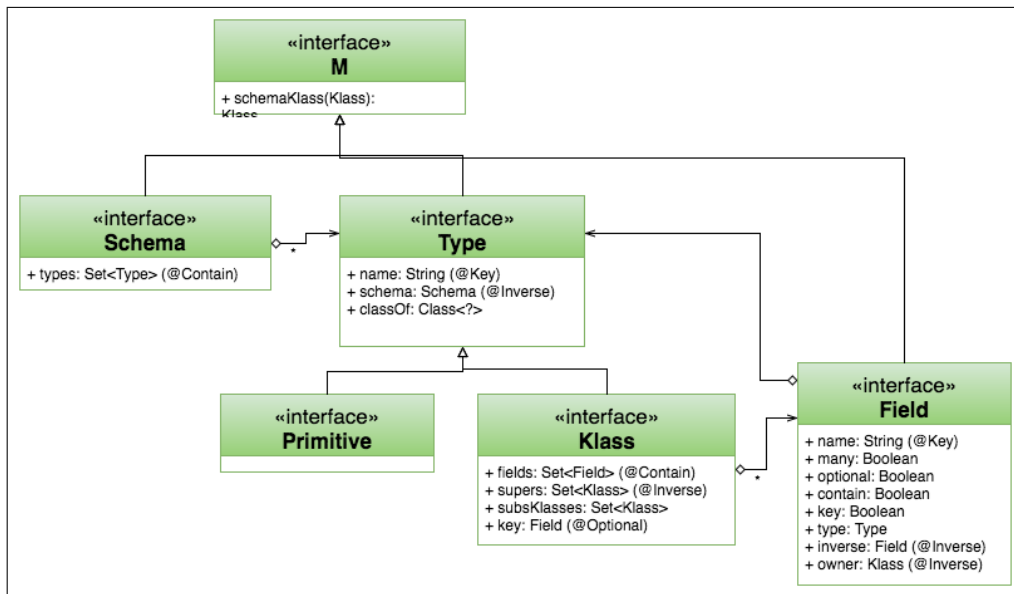 «interface»
M
+ schemaKlass(Klass):
Klass
«interface»
Schema
+ types: Set<Type> (@Contain)
*
«interface»
Type
+ name: String (@Key)
+ schema: Schema (@Inverse)
+ classOf: Class<?>
«interface»
Primitive
«interface»
Klass
+ fields: Set<Field> (@Contain)
+ supers: Set<Klass> (@Inverse)
+ subsKlasses: Set<Klass>
+ key: Field (@Optional)
*
«interface»
Field
+ name: String (@Key)
+ many: Boolean
+ optional: Boolean
+ contain: Boolean
+ key: Boolean
+ type: Type
+ inverse: Field (@Inverse)
+ owner: Klass (@Inverse)